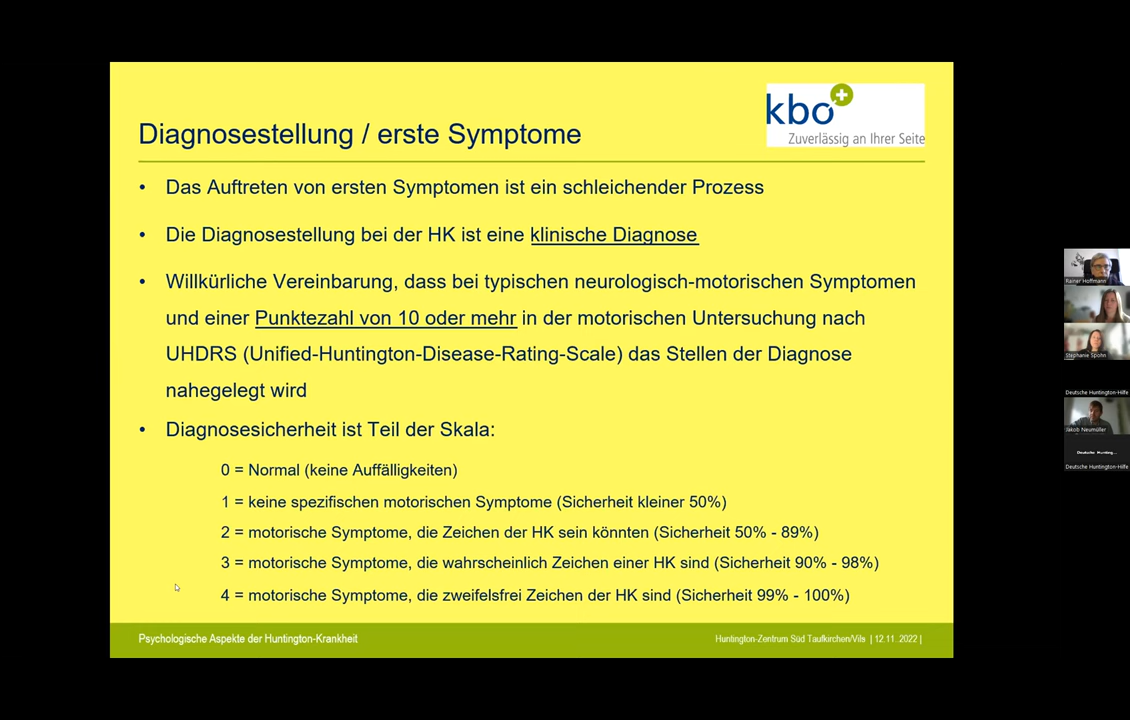 kbo
Zuverlässig an Ihrer Seite
Diagnosestellung / erste Symptome
• Das Auftreten von ersten Symptomen ist ein schleichender Prozess
• Die Diagnosestellung bei der HK ist eine klinische Diagnose
• Willkürliche Vereinbarung, dass bei typischen neurologisch-motorischen Symptomen
und einer Punktezahl von 10 oder mehr in der motorischen Untersuchung nach
UHDRS (Unified-Huntington-Disease-Rating-Scale) das Stellen der Diagnose
nahegelegt wird
• Diagnosesicherheit ist Teil der Skala:
0 = Normal (keine Auffälligkeiten)
1 = keine spezifischen motorischen Symptome (Sicherheit kleiner 50%)
2 = motorische Symptome, die Zeichen der HK sein könnten (Sicherheit 50% - 89%)
3 = motorische Symptome, die wahrscheinlich Zeichen einer HK sind (Sicherheit 90% - 98%)
4 = motorische Symptome, die zweifelsfrei Zeichen der HK sind (Sicherheit 99% - 100%)
Psychologische Aspekte der Huntington-Krankheit
Huntington-Zentrum Süd Taufkirchen/Vils | 12.11.2022 |
Rainer Hoffmann
Stephanie Spohn
Deutsche Huntington-Hilfe
Jakob Neumüller
Deutsche Hunting...
Deutsche Huntington-Hilfe